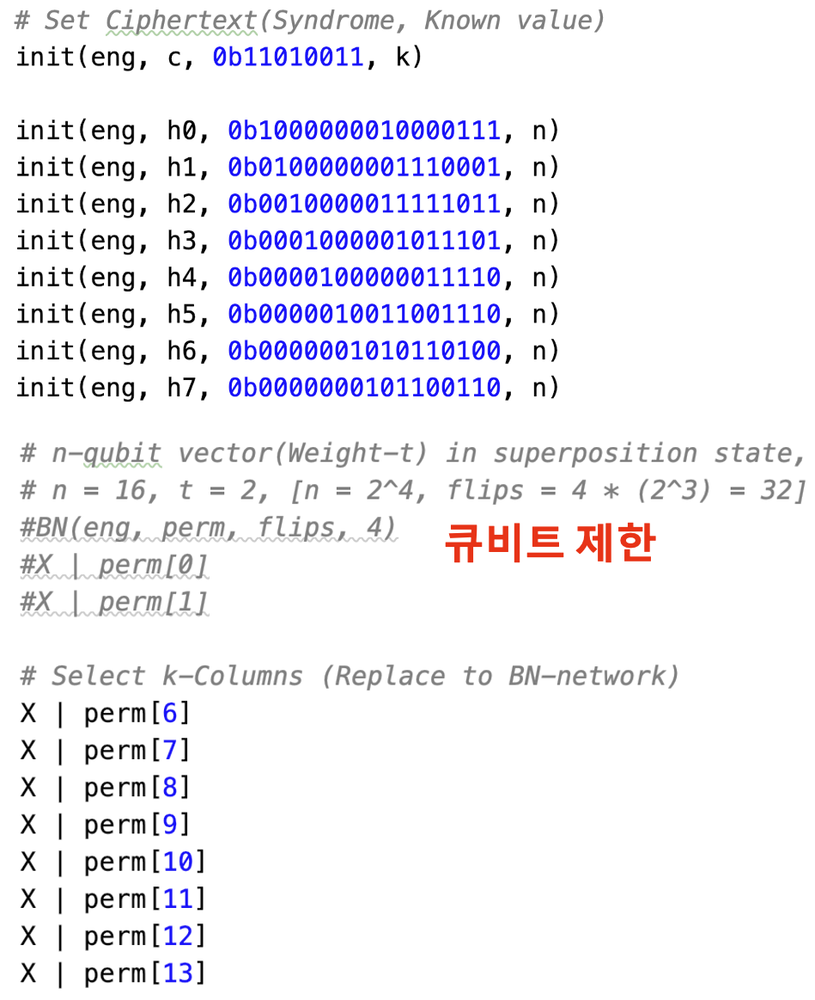 # Set Ciphertext(Syndrome, Known value)
init(eng, c, 0b11010011, k)
init(eng, h0, 0b1000000010000111, n)
init(eng, h1, 0b0100000001110001, n)
init(eng, h2, 0b0010000011111011, n)
init(eng, h3, 0b0001000001011101, n)
init(eng, h4, 0b0000100000011110, n)
init(eng, h5, 0b0000010011001110, n)
init(eng, h6, 0b0000001010110100, n)
init(eng, h7, 0b0000000101100110, n)
# n-qubit vector(Weight-t) in superposition state,
# n = 16, t = 2, [n = 2^4, flips = 4 * (2^3) = 32]
#BN(eng, perm, flips, 4)
큐비트 제한
#X | perm[0]
#X | perm[1]
# Select k-Columns (Replace to BN-network)
X | perm[6]
X | perm[7]
X | perm[8]
X | perm[9]
X | perm[10]
X | perm[11]
X | perm[12]
X | perm[13]